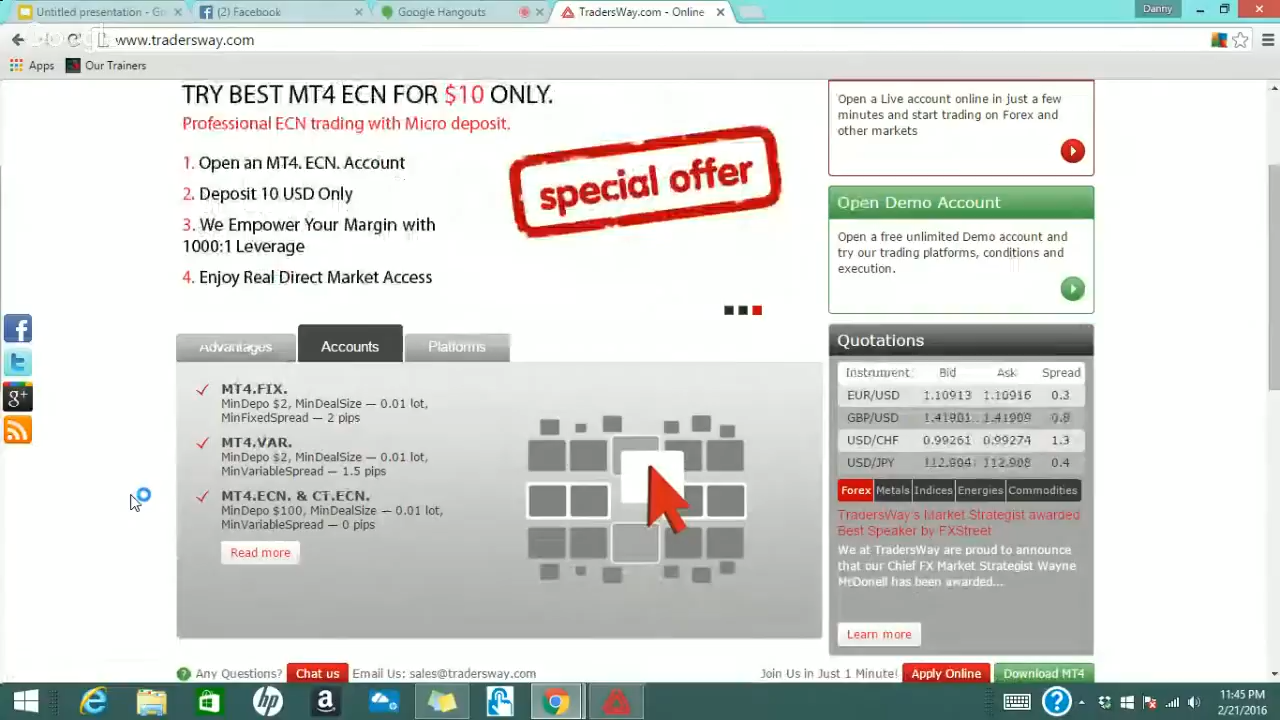 Untitled presentation - G
(2) Facebook
Google Hangouts
TradersWay.com - Online
Danny
www.tradersway.com
Apps
Our Trainers
TRY BEST MT4 ECN FOR $10 ONLY.
Professional ECN trading with Micro deposit.
1. Open an MT4. ECN. Account
2. Deposit 10 USD Only
3. We Empower Your Margin with
1000:1 Leverage
4. Enjoy Real Direct Market Access
special offer
Open a Live account online in just a few
minutes and start trading on Forex and
other markets
Open Demo Account
Open a free unlimited Demo account and
try our trading platforms, conditions and
execution.
Advantages
Accounts
Platforms
MT4.FIX.
MinDepo $2, MinDealSize — 0.01 lot,
MinFixedSpread — 2 pips
MT4.VAR.
MinDepo $2, MinDealSize — 0.01 lot,
MinVariableSpread — 1.5 pips
MT4.ECN. & CT.ECN.
MinDepo $100, MinDealSize — 0.01 lot,
MinVariableSpread — 0 pips
Read more
Quotations
Instrument Bid Ask Spread
EUR/USD 1.10913 1.10916 0.3
GBP/USD 1.41901 1.41909 0.8
USD/CHF 0.99261 0.99274 1.3
USD/JPY 112.904 112.908 0.4
Forex Metals Indices Energies Commodities
TradersWay's Market Strategist awarded
Best Speaker by FXStreet
We at TradersWay are proud to announce
that our Chief FX Market Strategist Wayne
McDonell has been awarded...
Learn more
Any Questions? Chat us Email Us: sales@tradersway.com
Join Us in Just 1 Minute! Apply Online Download MT4
11:45 PM
2/21/2016